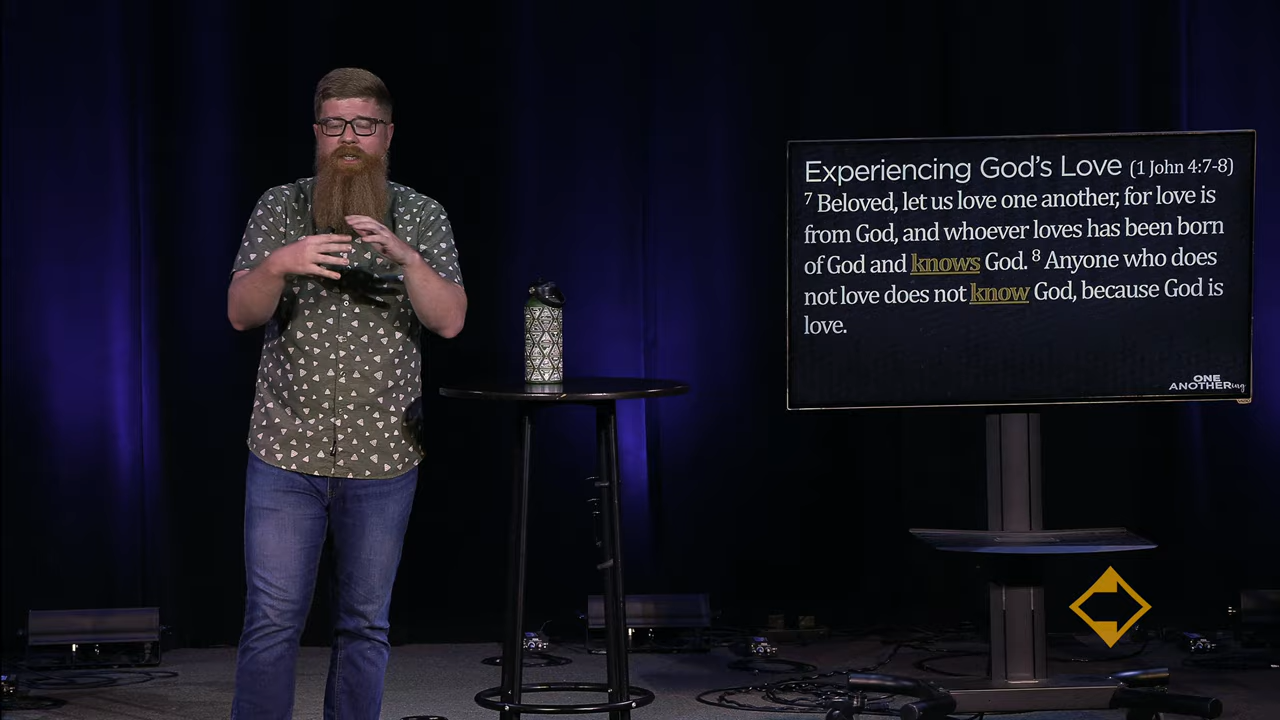 Experiencing God's Love (1 John 4:7-8)
⁷ Beloved, let us love one another, for love is
from God, and whoever loves has been born
of God and knows God. ⁸ Anyone who does
not love does not know God, because God is
love.
ONE
ANOTHERing